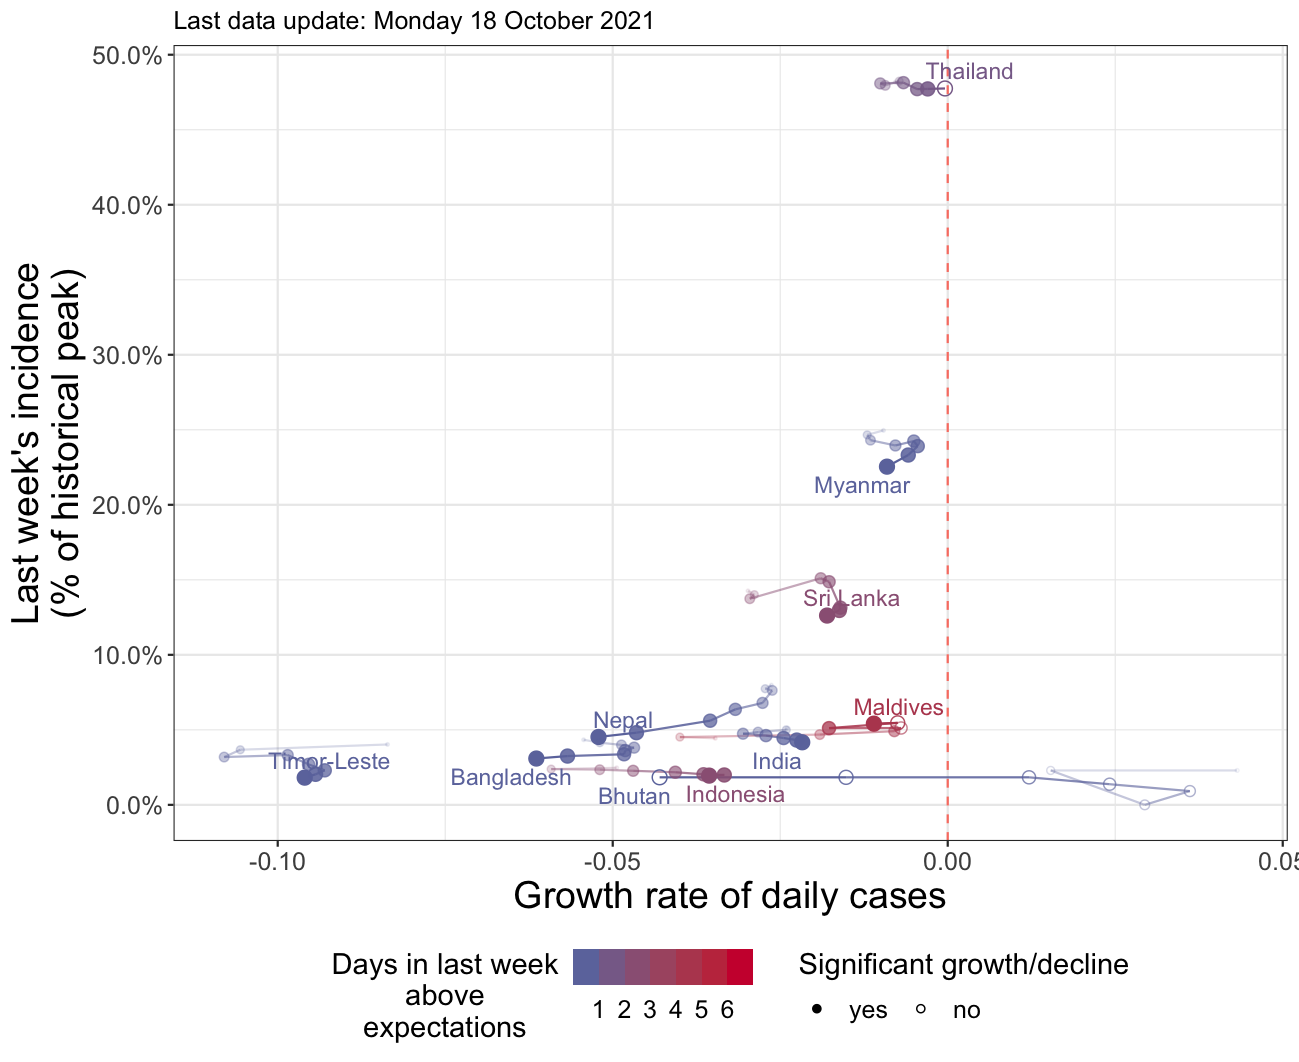 Last data update: Monday 18 October 2021
50.0%
40.0%
30.0%
20.0%
10.0%
0.0%
Last week's incidence
(% of historical peak)
Thailand
Myanmar
Sri Lanka
Maldives
Nepal
India
Timor-Leste
Bangladesh
Bhutan
Indonesia
-0.10
-0.05
0.00
0.05
Growth rate of daily cases
Days in last week
above
expectations
1 2 3 4 5 6
Significant growth/decline
yes
no